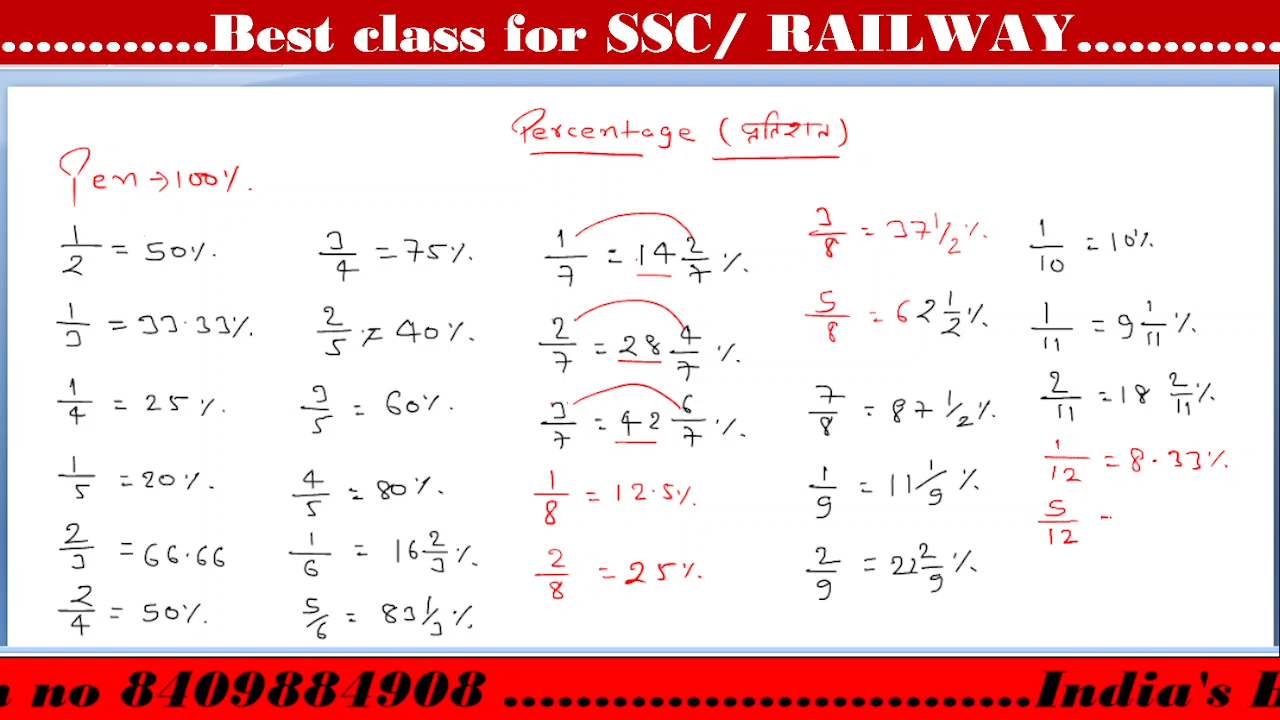 ............Best class for SSC/ RAILWAY............
Percentage (प्रतिशत)
Pen → 100%.
1/2 = 50%.
1/3 = 33.33%.
1/4 = 25%.
1/5 = 20%.
2/3 = 66.66
2/4 = 50%.
3/4 = 75%.
2/5 = 40%.
3/5 = 60%.
4/5 = 80%.
1/6 = 16 2/3%.
5/6 = 83 1/3%.
1/7 = 14 2/7%.
2/7 = 28 4/7%.
3/7 = 42 6/7%.
1/8 = 12.5%.
2/8 = 25%.
3/8 = 37 1/2%.
5/8 = 62 1/2%.
7/8 = 87 1/2%.
1/9 = 11 1/9%.
2/9 = 22 2/9%.
1/10 = 10%.
1/11 = 9 1/11%.
2/11 = 18 2/11%.
1/12 = 8.33%.
5/12 =
no 8409884908 ..............................India's